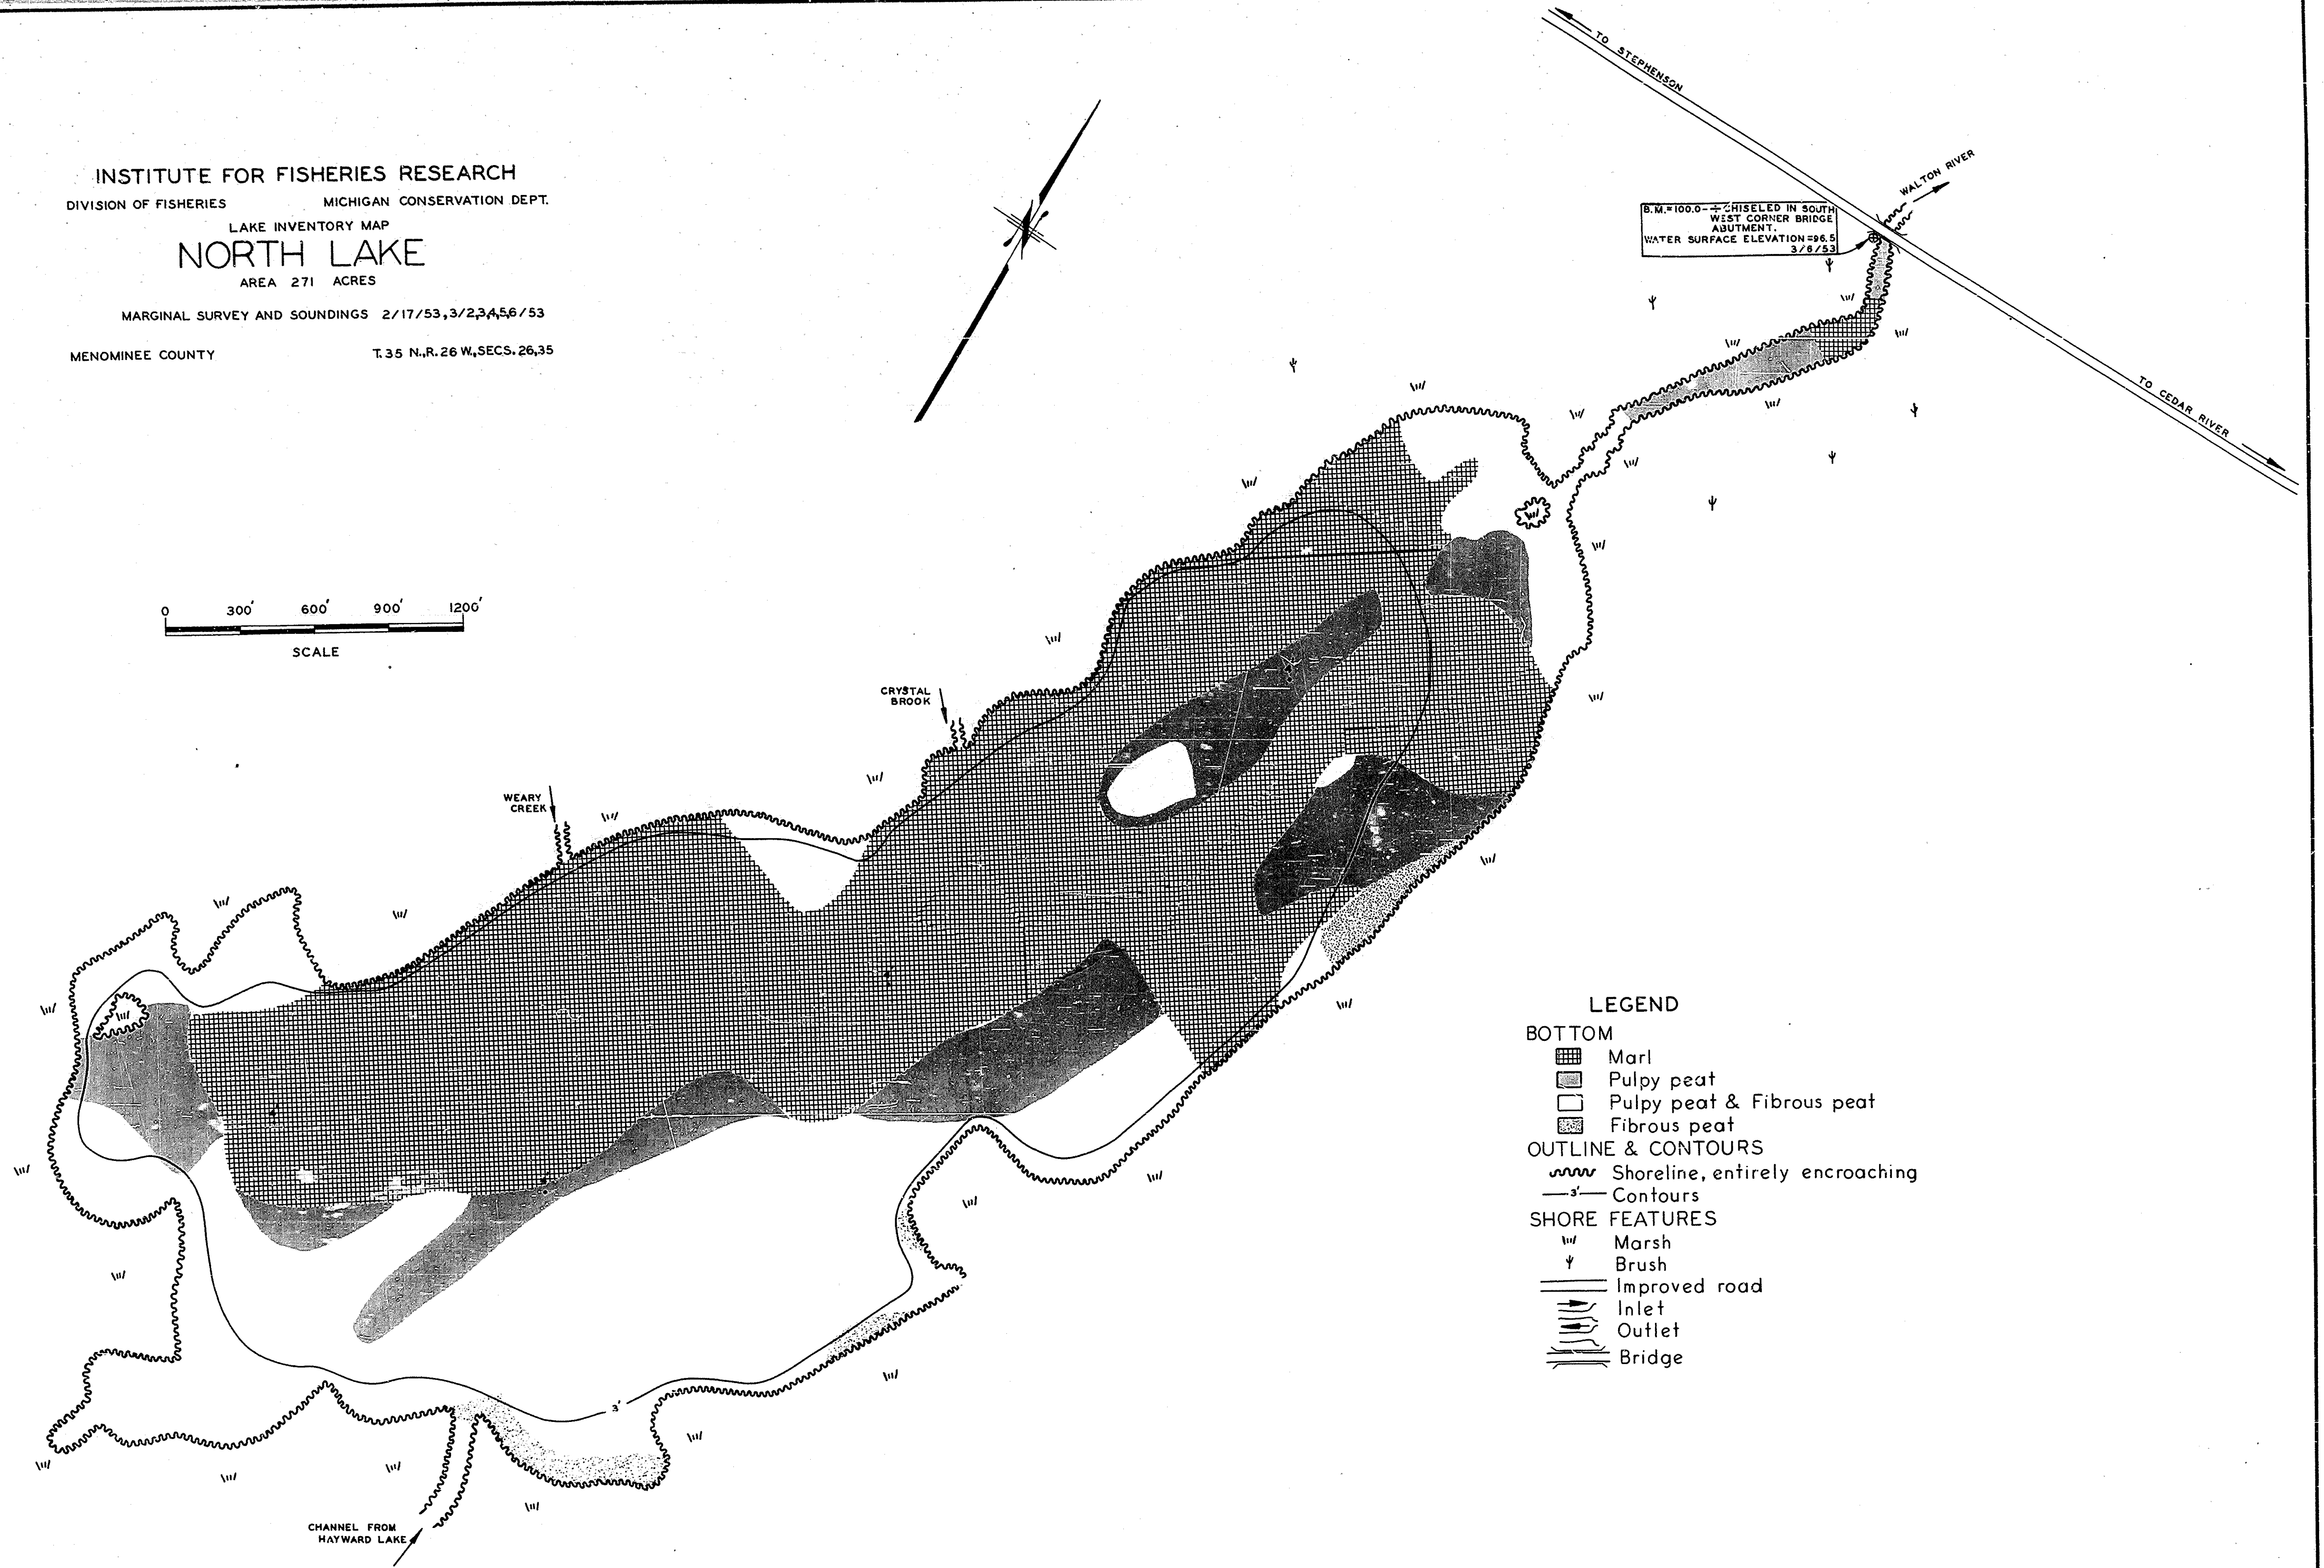 INSTITUTE FOR FISHERIES RESEARCH
DIVISION OF FISHERIES MICHIGAN CONSERVATION DEPT.
LAKE INVENTORY MAP
NORTH LAKE
AREA 271 ACRES
MARGINAL SURVEY AND SOUNDINGS 2/17/53,3/2,3,4,5,6/53
MENOMINEE COUNTY T. 35 N., R. 26 W., SECS. 26,35
TO STEPHENSON
WALTON RIVER
B.M.=100.0-+CHISELED IN SOUTH
WEST CORNER BRIDGE
ABUTMENT.
WATER SURFACE ELEVATION =96.5
3/6/53
TO CEDAR RIVER
0 300' 600' 900' 1200'
SCALE
CRYSTAL
BROOK
WEARY
CREEK
3'
CHANNEL FROM
HAYWARD LAKE
LEGEND
BOTTOM
Marl
Pulpy peat
Pulpy peat & Fibrous peat
Fibrous peat
OUTLINE & CONTOURS
Shoreline, entirely encroaching
3' Contours
SHORE FEATURES
Marsh
Brush
Improved road
Inlet
Outlet
Bridge